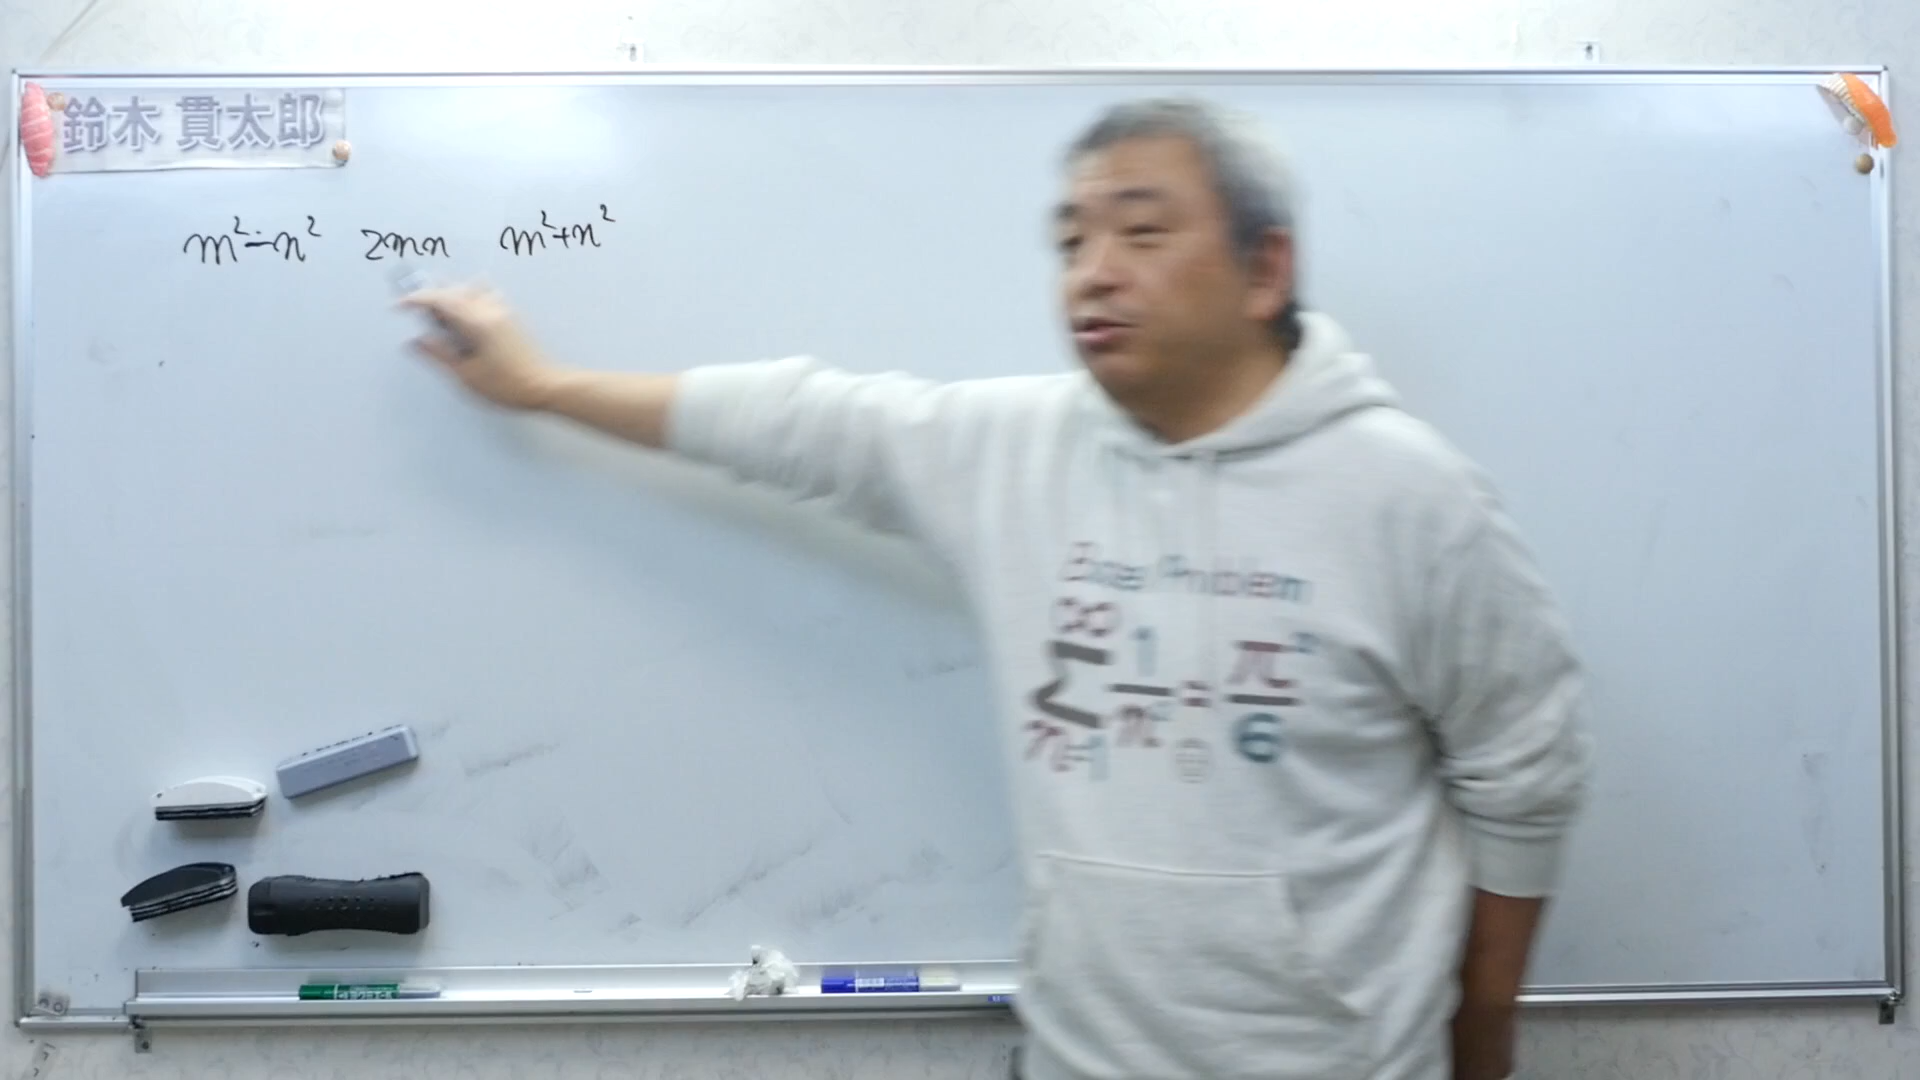 鈴木 貫太郎
m²-n² 2mn m²+n²
Basel Problem
∞
Σ 1/n² = π²/6
n=1